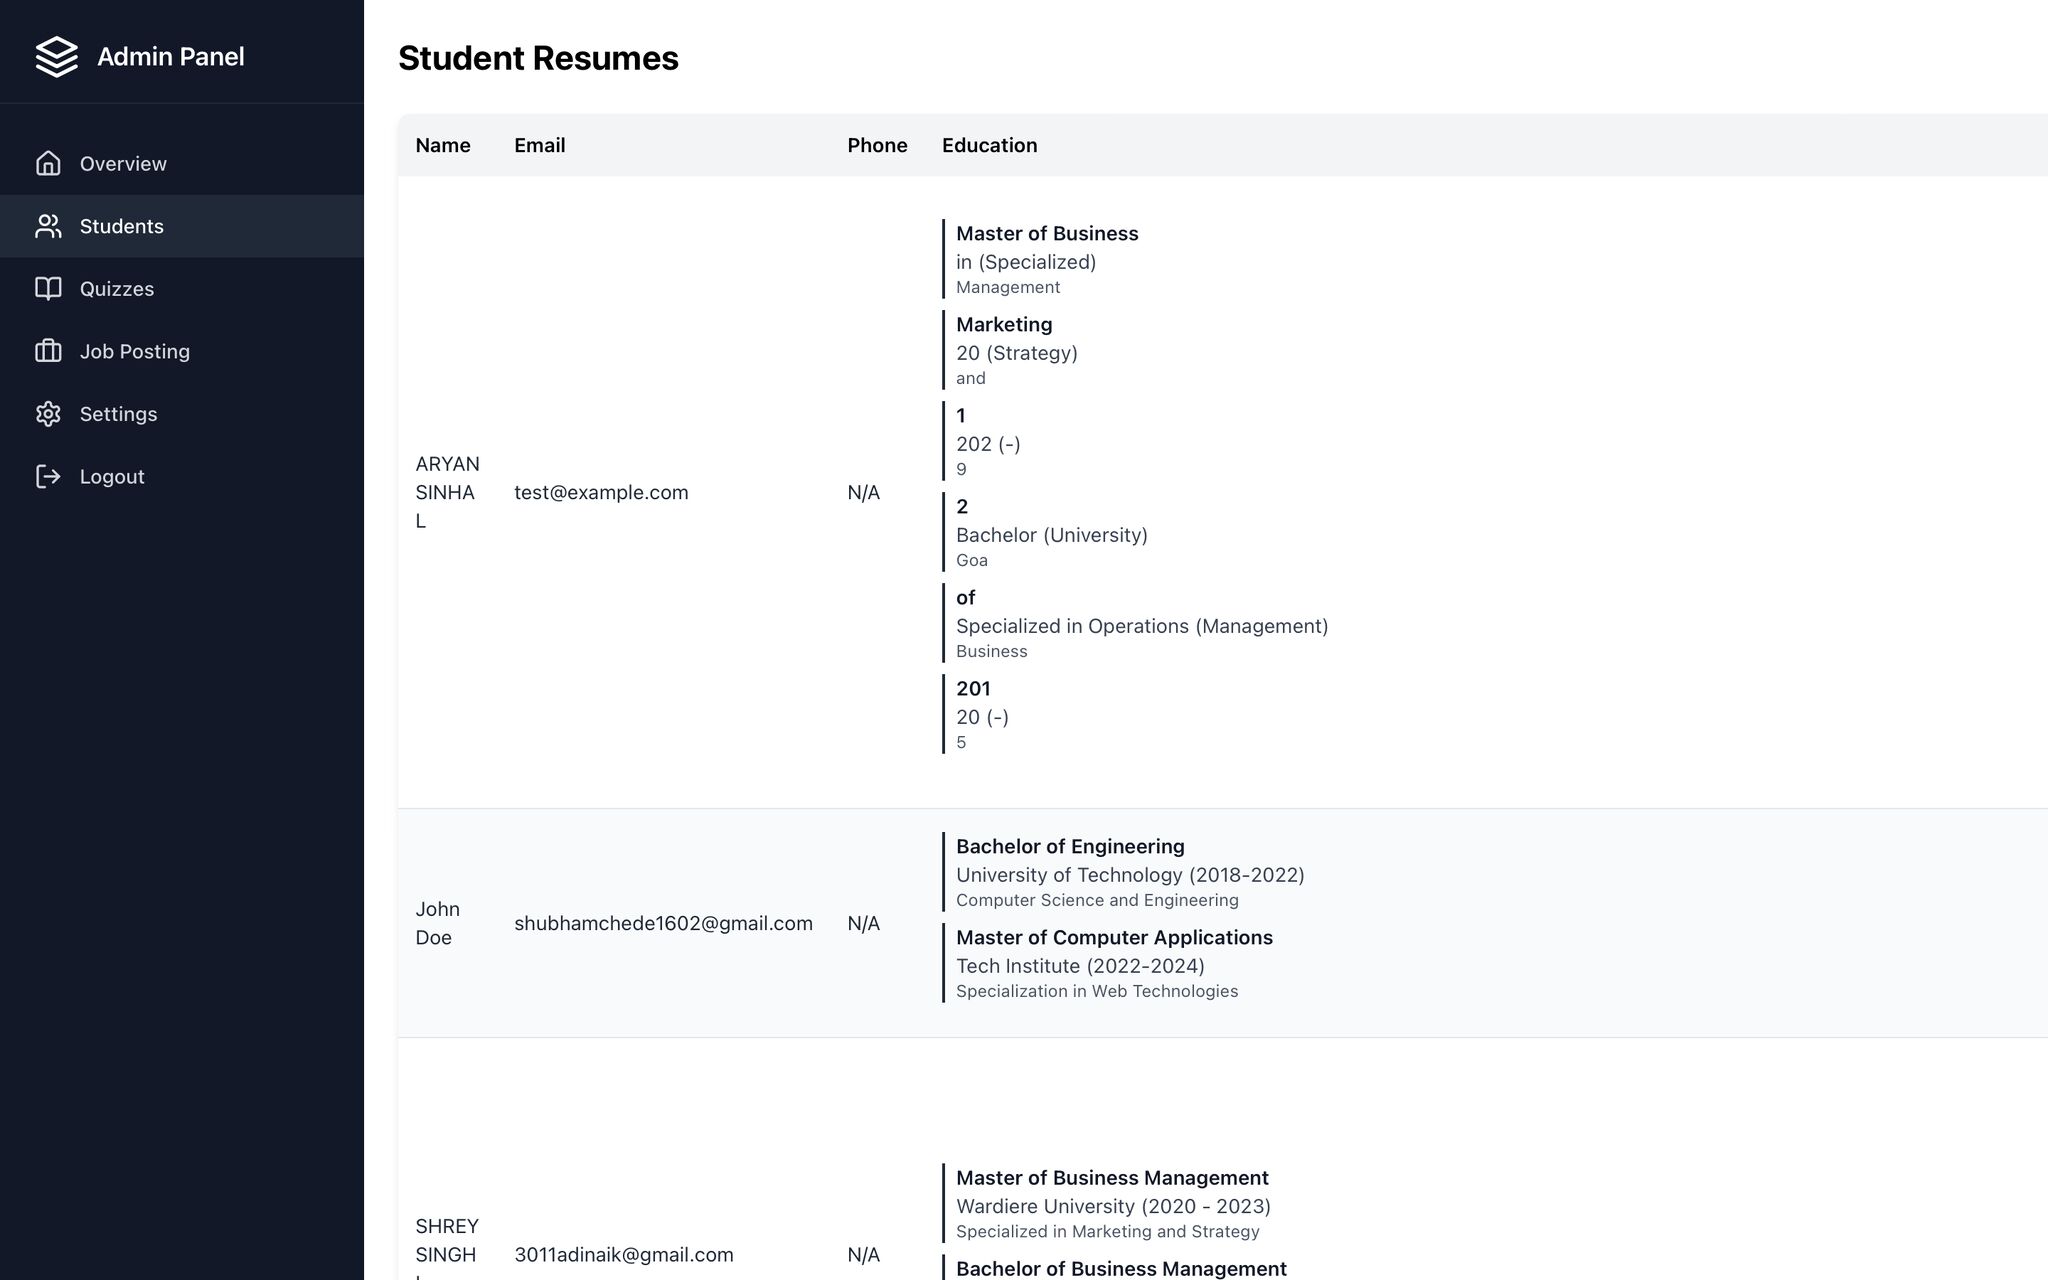 Admin Panel
Overview
Students
Quizzes
Job Posting
Settings
Logout
Student Resumes
Name Email Phone Education
ARYAN
SINHA
L
test@example.com
N/A
Master of Business
in (Specialized)
Management
Marketing
20 (Strategy)
and
1
202 (-)
9
2
Bachelor (University)
Goa
of
Specialized in Operations (Management)
Business
201
20 (-)
5
John
Doe
shubhamchede1602@gmail.com
N/A
Bachelor of Engineering
University of Technology (2018-2022)
Computer Science and Engineering
Master of Computer Applications
Tech Institute (2022-2024)
Specialization in Web Technologies
SHREY
SINGH
3011adinaik@gmail.com
N/A
Master of Business Management
Wardiere University (2020 - 2023)
Specialized in Marketing and Strategy
Bachelor of Business Management